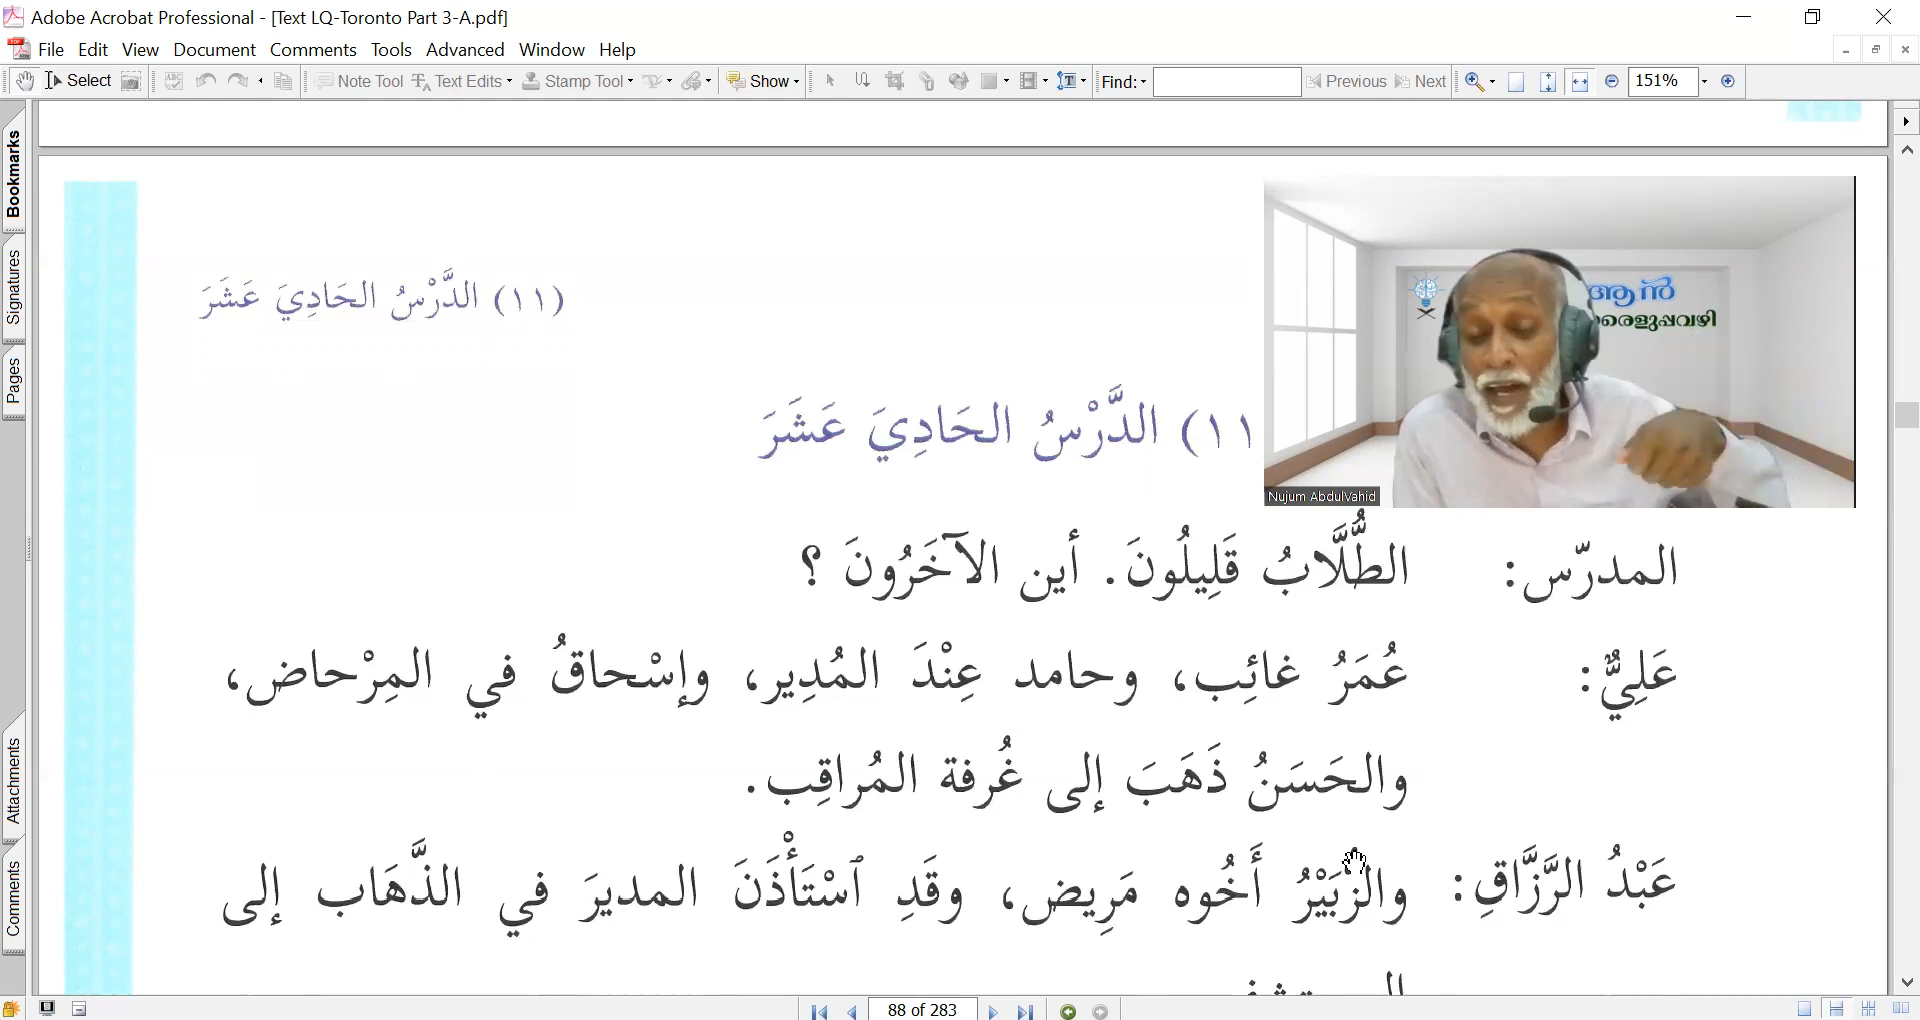 Adobe Acrobat Professional - [Text LQ-Toronto Part 3-A.pdf]
File Edit View Document Comments Tools Advanced Window Help
Select Note Tool Text Edits Stamp Tool Show Find: Previous Next 151%
Bookmarks
Signatures
Pages
Attachments
Comments
(١١) الدَّرْسُ الحَادِيَ عَشَرَ
١١) الدَّرْسُ الحَادِيَ عَشَرَ
ആൻ
Nujum AbdulVahid
المدرّس: الطُّلَّابُ قَلِيلُونَ. أين الآخَرُونَ ؟
عَلِيٌّ: عُمَرُ غائِب، وحامد عِنْدَ المُدِير، وإسْحاقُ في المِرْحاض،
والحَسَنُ ذَهَبَ إلى غُرفة المُراقِب.
عَبْدُ الرَّزَّاقِ: والزُّبَيْرُ أَخُوه مَرِيض، وقَدِ ٱسْتَأْذَنَ المديرَ في الذَّهَاب إلى
88 of 283